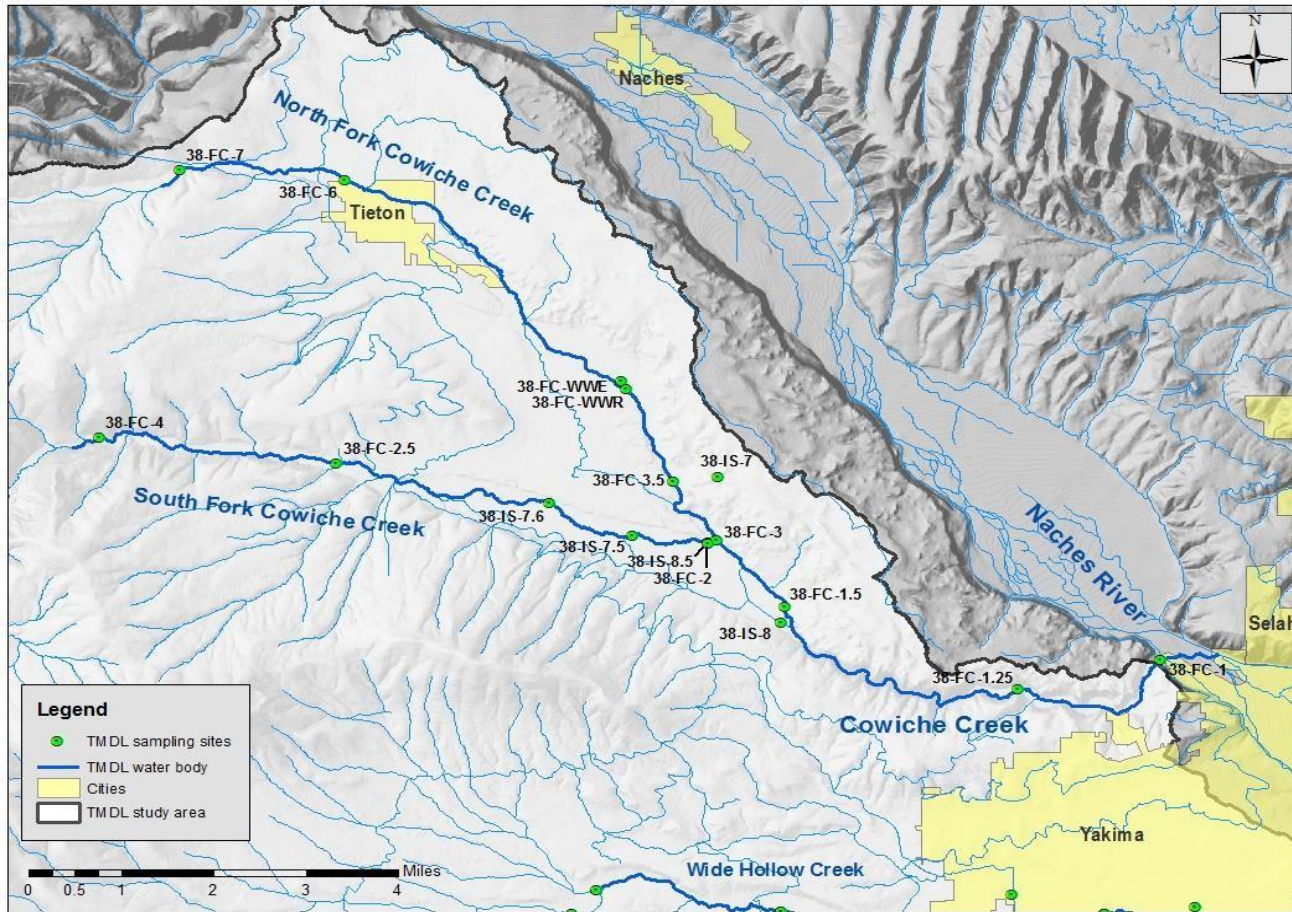 N
Naches
North Fork Cowiche Creek
38-FC-7
38-FC-6
Tieton
38-FC-WWE
38-FC-WWR
38-FC-4
38-FC-2.5
38-IS-7
38-FC-3.5
South Fork Cowiche Creek
38-IS-7.6
38-FC-3
38-IS-7.5
38-IS-8.5
38-FC-2
Naches River
38-FC-1.5
38-IS-8
Selah
38-FC-1
38-FC-1.25
Cowiche Creek
Legend
TMDL sampling sites
TMDL water body
Cities
TMDL study area
Yakima
Wide Hollow Creek
Miles
0 0.5 1 2 3 4